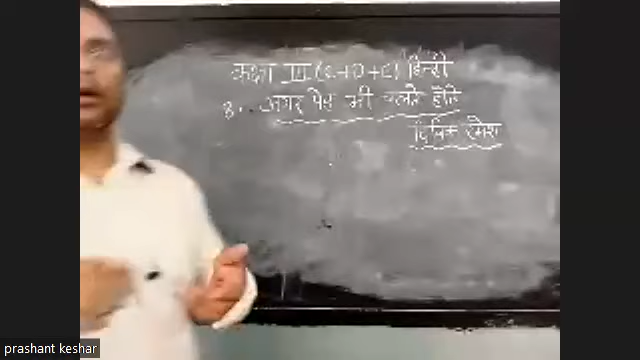 कक्षा III (C+D+E) हिन्दी
8. अगर पेड़ भी चलते होते
दिविक रमेश
prashant keshar